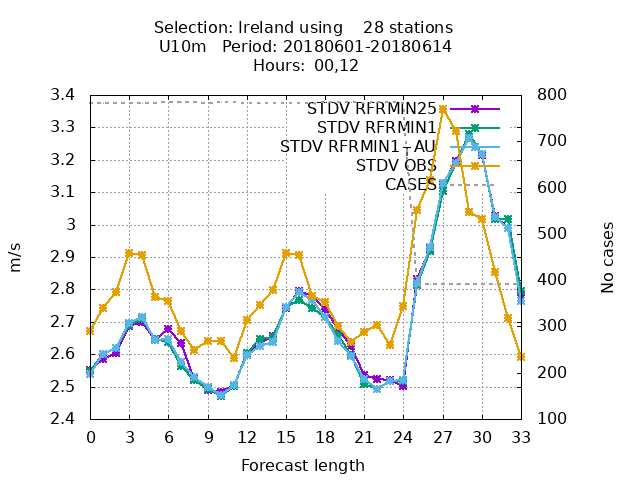 Selection: Ireland using    28 stations
U10m   Period: 20180601-20180614
Hours:  00,12
3.4
3.3
3.2
3.1
3
2.9
2.8
2.7
2.6
2.5
2.4
m/s
800
700
600
500
400
300
200
100
No cases
STDV RFRMIN25
STDV RFRMIN1
STDV RFRMIN1-AU
STDV OBS
CASES
0 3 6 9 12 15 18 21 24 27 30 33
Forecast length